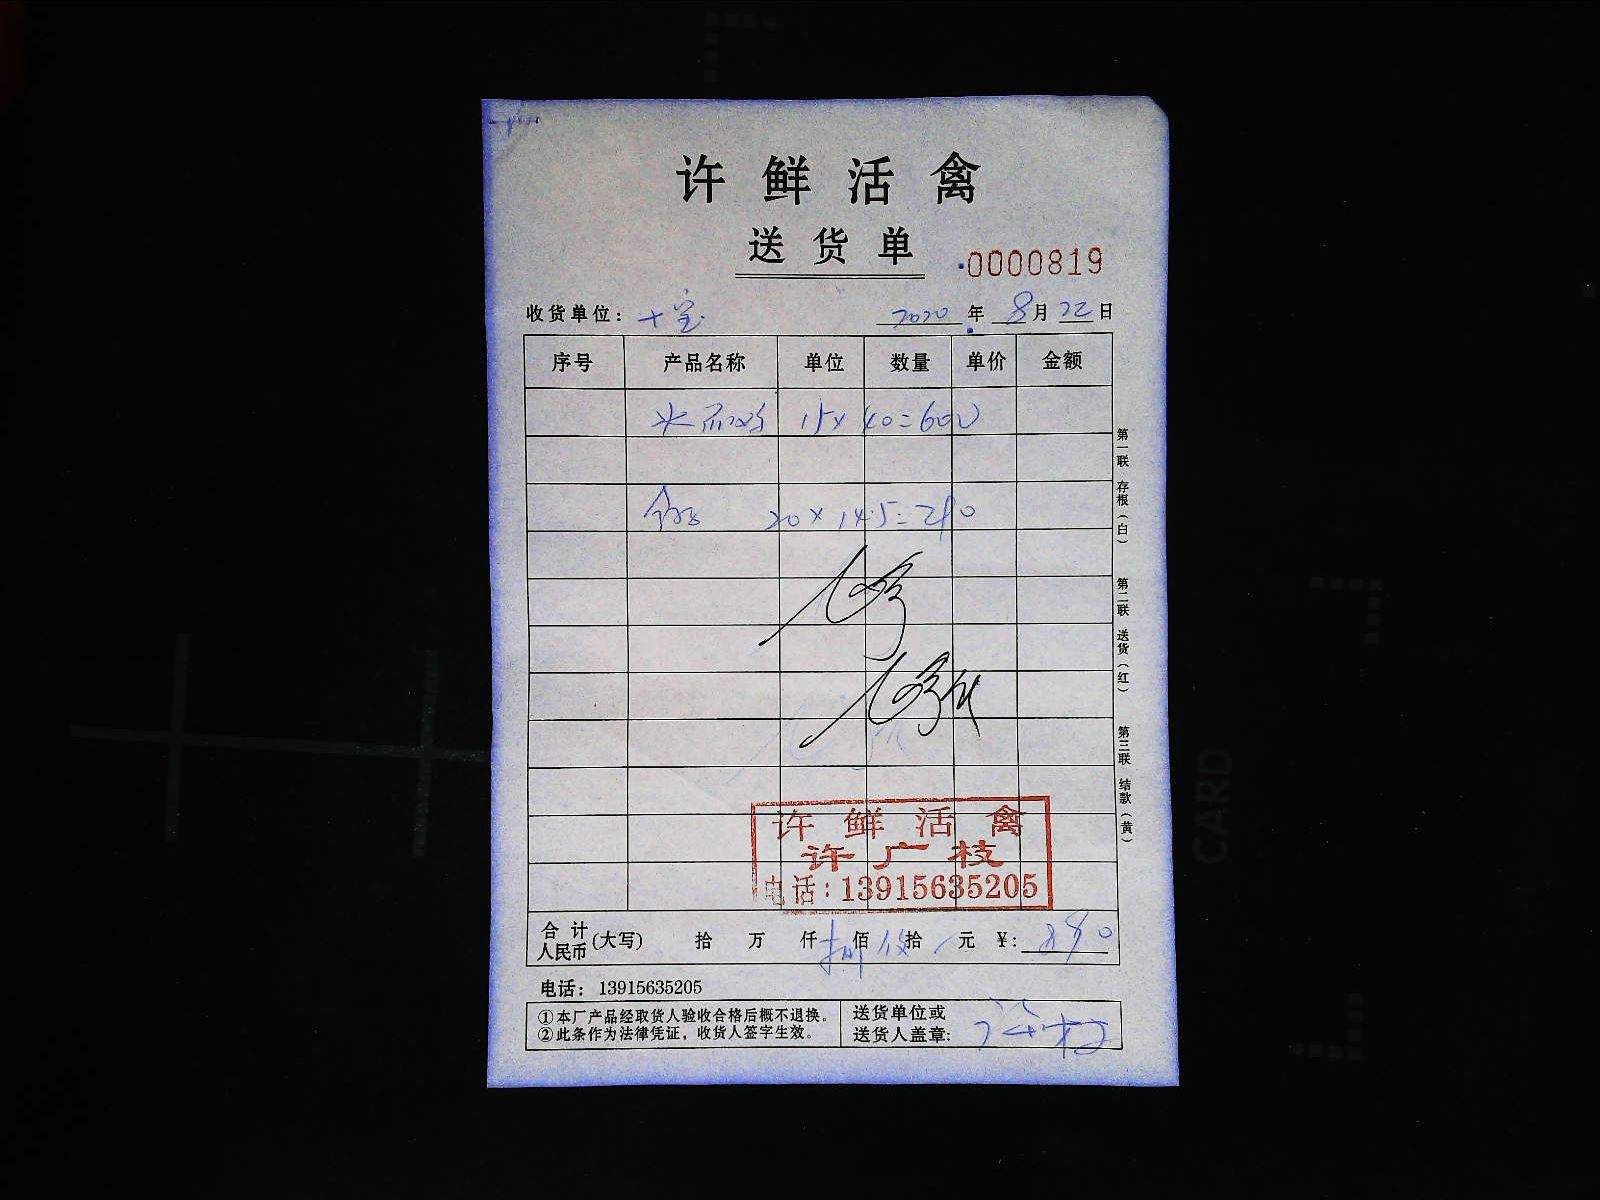 许鲜活禽
送货单
0000819
收货单位： 2020 年 8 月 22 日
序号 产品名称 单位 数量 单价 金额
15×40=600
20×14.5=290
许鲜活禽
许广枝
电话:13915635205
合计人民币(大写) 拾 万 仟 捌 佰 玖 拾 元 ¥: 890
电话： 13915635205
①本厂产品经取货人验收合格后概不退换。
②此条作为法律凭证，收货人签字生效。
送货单位或
送货人盖章:
第一联 存根（白）
第二联 送货（红）
第三联 结款（黄）
CARD